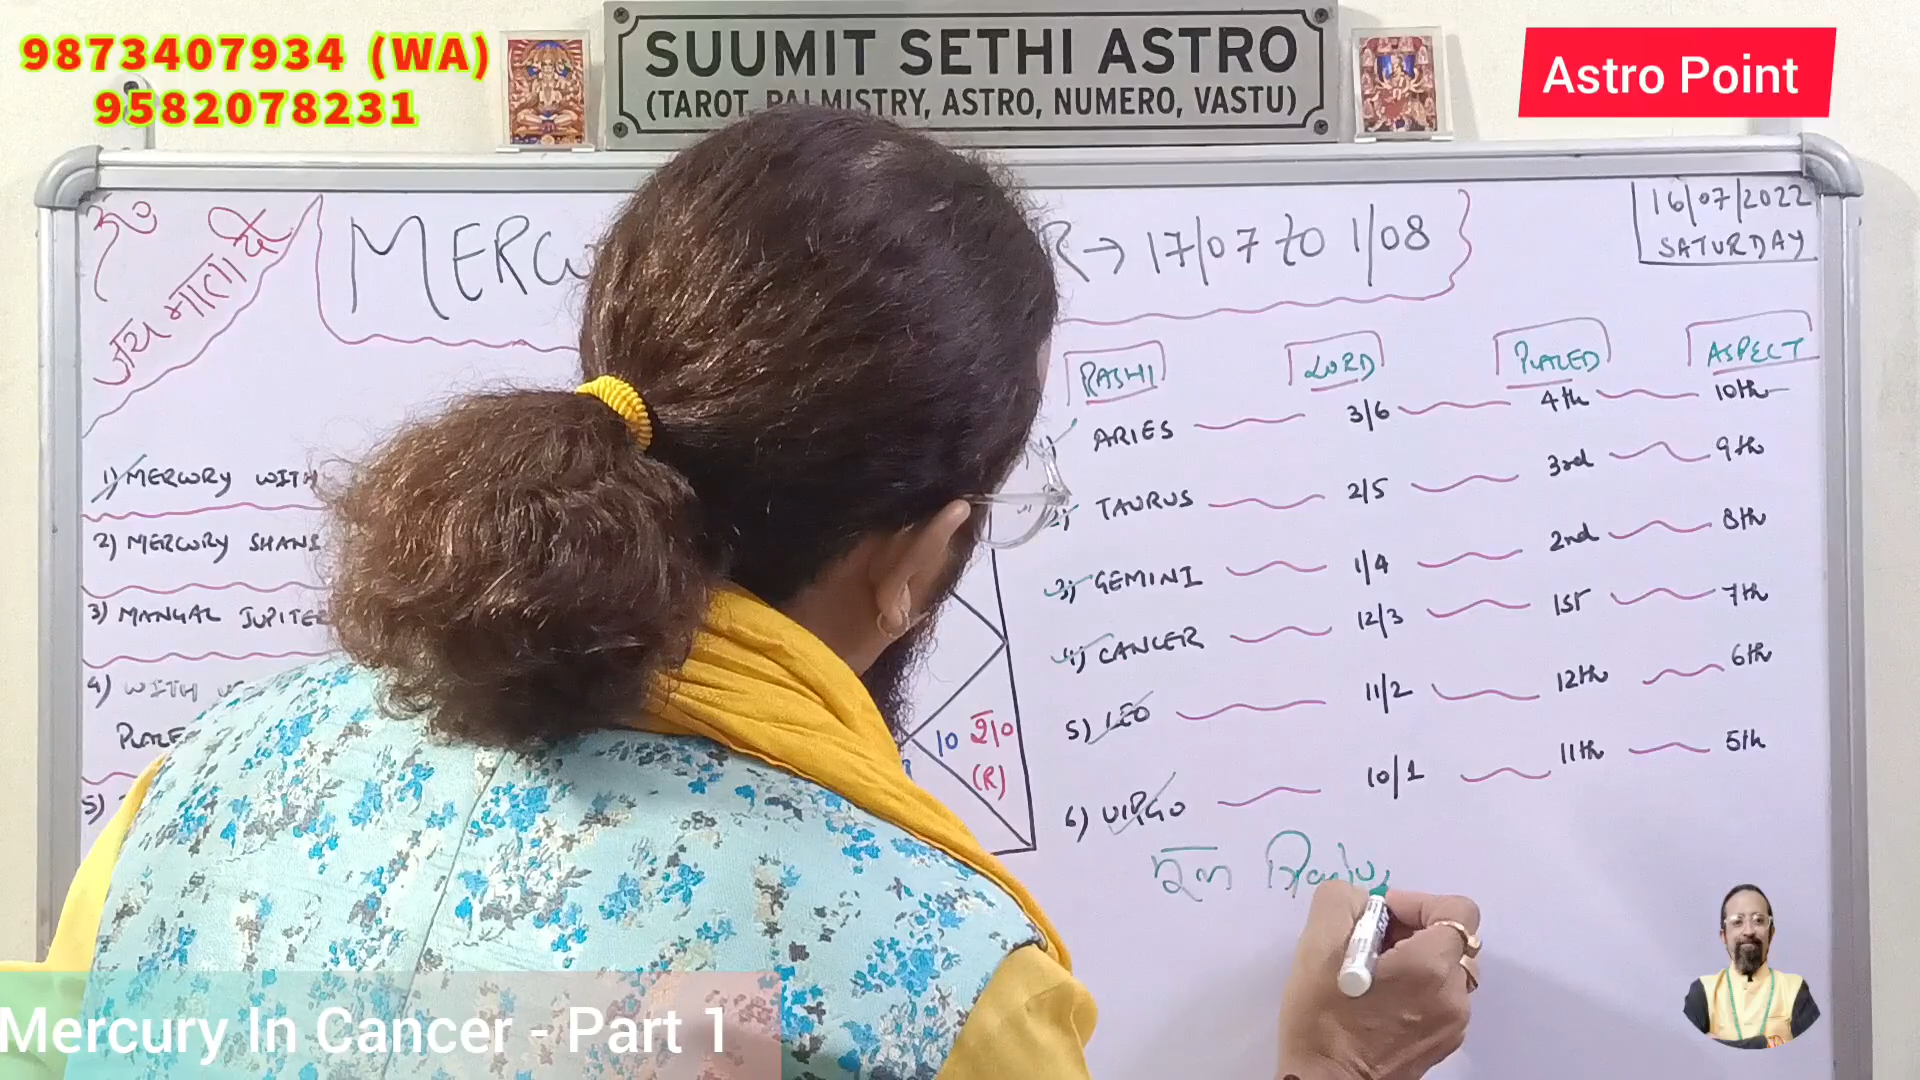 9873407934 (WA)
9582078231
SUUMIT SETHI ASTRO
(TAROT, PALMISTRY, ASTRO, NUMERO, VASTU)
Astro Point
ॐ
जय माता दी
MERCU R → 17/07 to 1/08
16/07/2022
SATURDAY
1) MERCURY WITH
2) MERCURY SHANI
3) MANGAL JUPITE
4) WITH
PLACE
5)
10 श०
(R)
RASHI LORD PLACED ASPECT
ARIES 3/6 4th 10th
2) TAURUS 2/5 3rd 9th
3) GEMINI 1/4 2nd 8th
4) CANCER 12/3 1ST 7th
5) LEO 11/2 12th 6th
6) VIRGO 10/1 11th 5th
Mercury In Cancer - Part 1